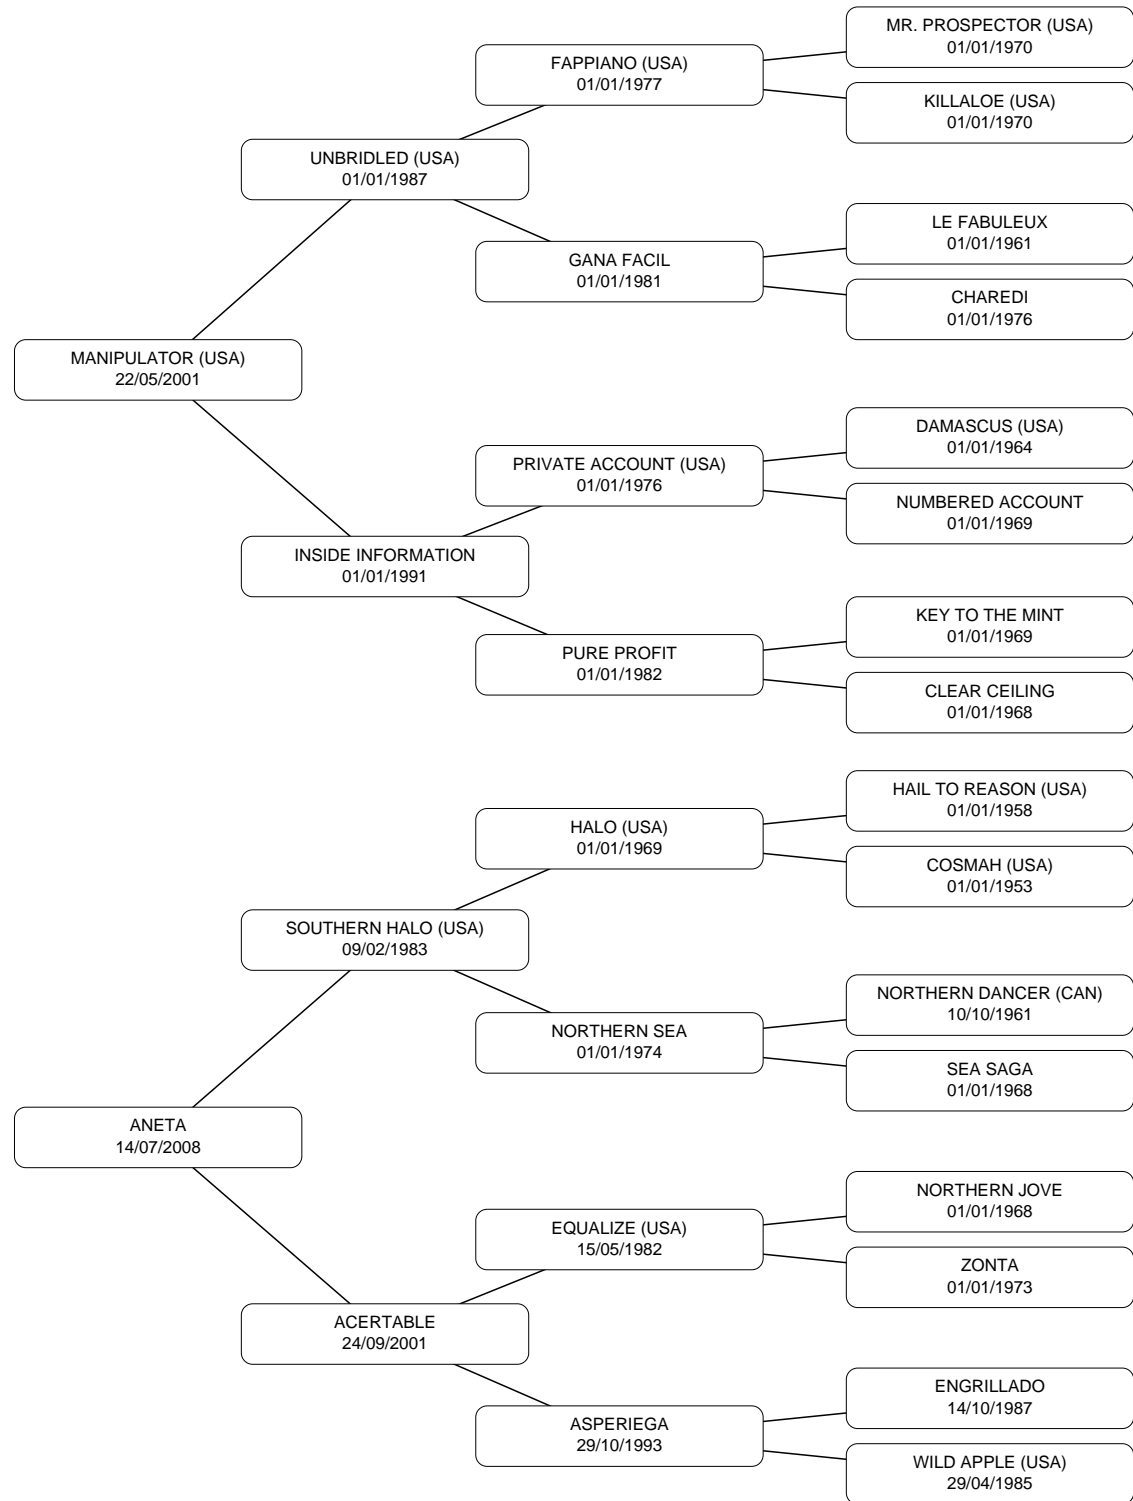 MR. PROSPECTOR (USA)
01/01/1970
FAPPIANO (USA)
01/01/1977
KILLALOE (USA)
01/01/1970
UNBRIDLED (USA)
01/01/1987
LE FABULEUX
01/01/1961
GANA FACIL
01/01/1981
CHAREDI
01/01/1976
MANIPULATOR (USA)
22/05/2001
DAMASCUS (USA)
01/01/1964
PRIVATE ACCOUNT (USA)
01/01/1976
NUMBERED ACCOUNT
01/01/1969
INSIDE INFORMATION
01/01/1991
KEY TO THE MINT
01/01/1969
PURE PROFIT
01/01/1982
CLEAR CEILING
01/01/1968
HAIL TO REASON (USA)
01/01/1958
HALO (USA)
01/01/1969
COSMAH (USA)
01/01/1953
SOUTHERN HALO (USA)
09/02/1983
NORTHERN DANCER (CAN)
10/10/1961
NORTHERN SEA
01/01/1974
SEA SAGA
01/01/1968
ANETA
14/07/2008
NORTHERN JOVE
01/01/1968
EQUALIZE (USA)
15/05/1982
ZONTA
01/01/1973
ACERTABLE
24/09/2001
ENGRILLADO
14/10/1987
ASPERIEGA
29/10/1993
WILD APPLE (USA)
29/04/1985